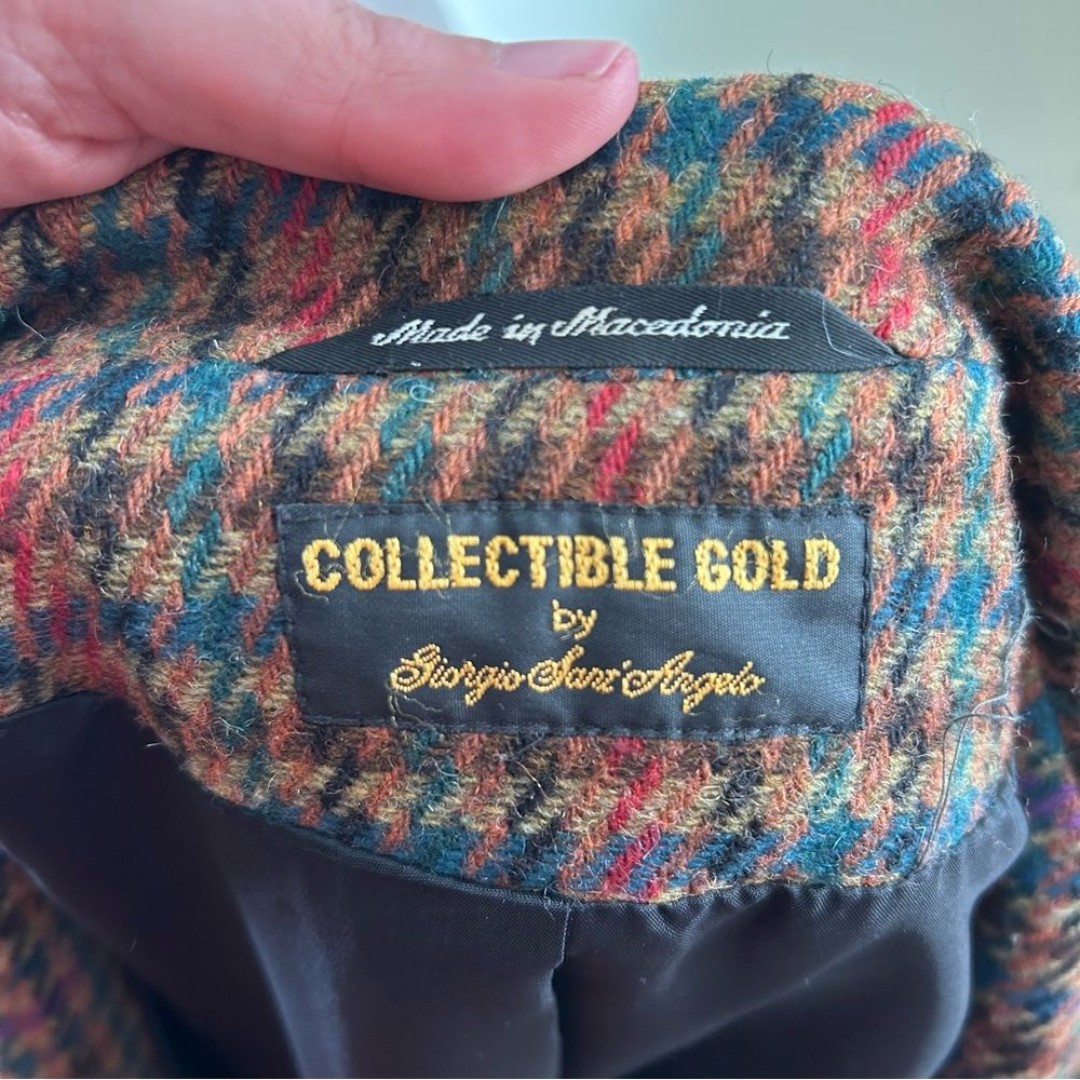 Made in Macedonia
COLLECTIBLE GOLD
by
Giorgio Sant'Angelo